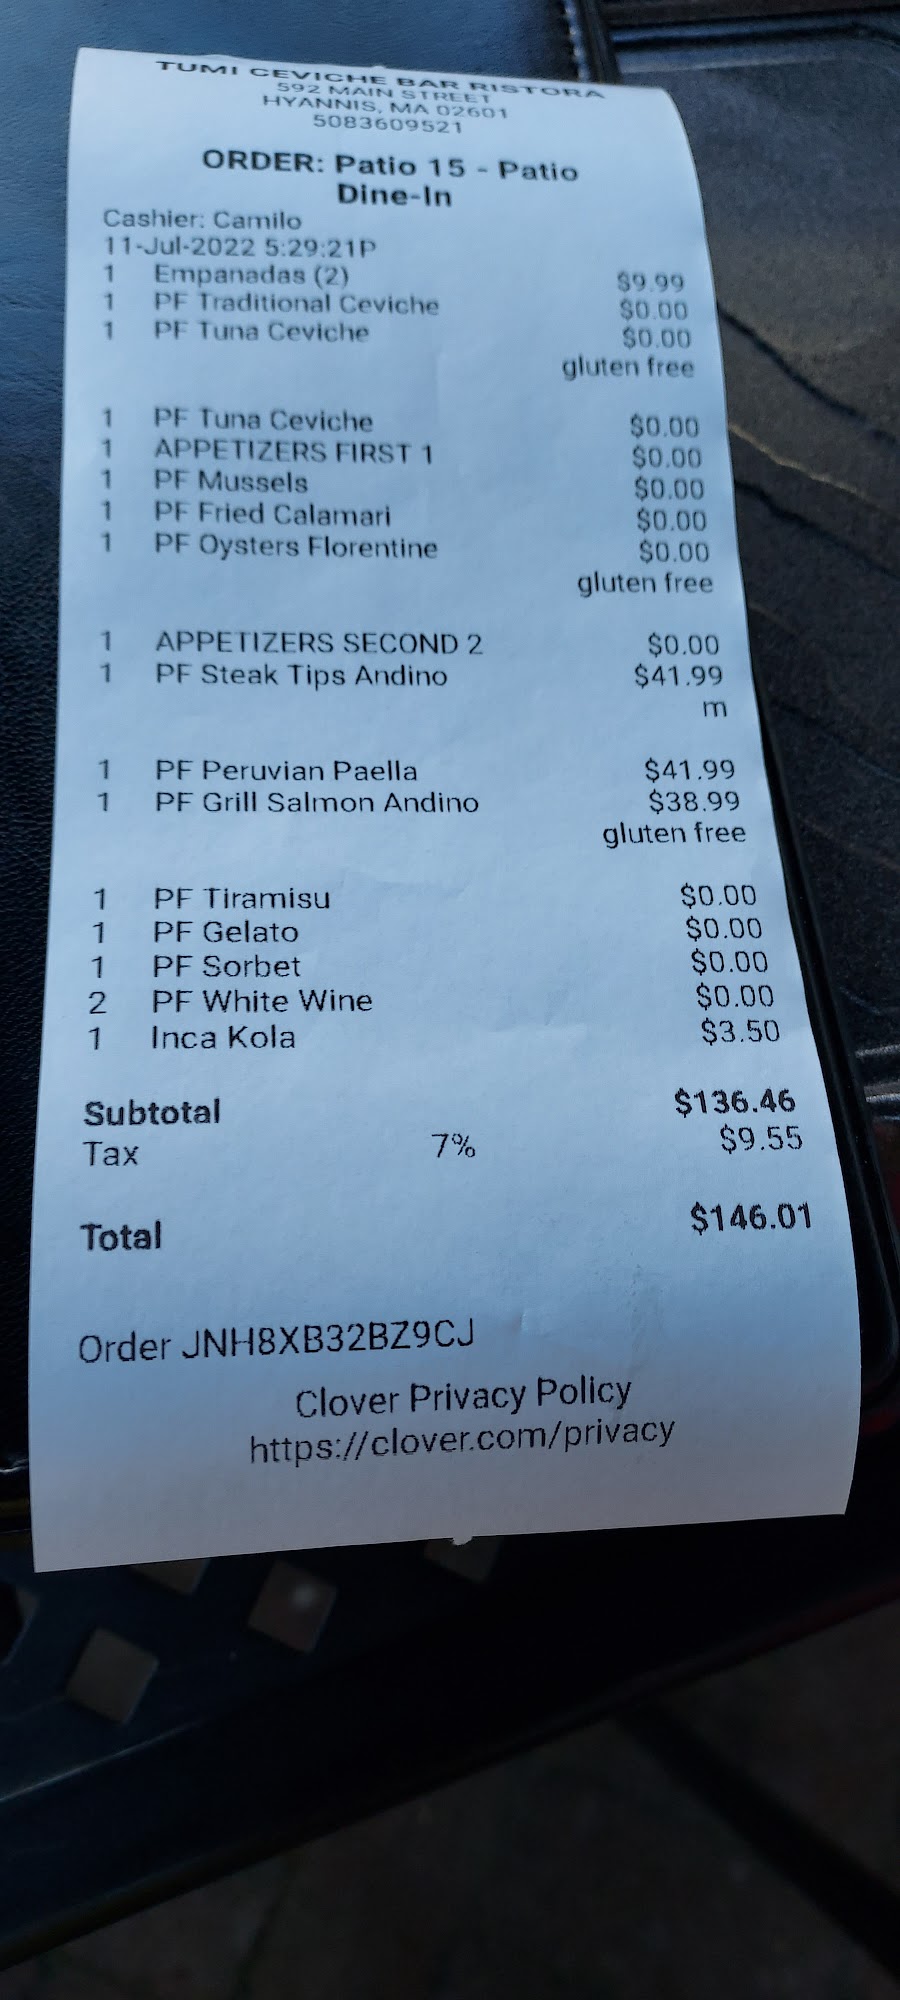 TUMI CEVICHE BAR RISTORA
592 MAIN STREET
HYANNIS, MA 02601
5083609521
ORDER: Patio 15 - Patio
Dine-In
Cashier: Camilo
11-Jul-2022 5:29:21P
1 Empanadas (2) $9.99
1 PF Traditional Ceviche $0.00
1 PF Tuna Ceviche $0.00
gluten free
1 PF Tuna Ceviche $0.00
1 APPETIZERS FIRST 1 $0.00
1 PF Mussels $0.00
1 PF Fried Calamari $0.00
1 PF Oysters Florentine $0.00
gluten free
1 APPETIZERS SECOND 2 $0.00
1 PF Steak Tips Andino $41.99
m
1 PF Peruvian Paella $41.99
1 PF Grill Salmon Andino $38.99
gluten free
1 PF Tiramisu $0.00
1 PF Gelato $0.00
1 PF Sorbet $0.00
2 PF White Wine $0.00
1 Inca Kola $3.50
Subtotal $136.46
Tax 7% $9.55
Total $146.01
Order JNH8XB32BZ9CJ
Clover Privacy Policy
https://clover.com/privacy